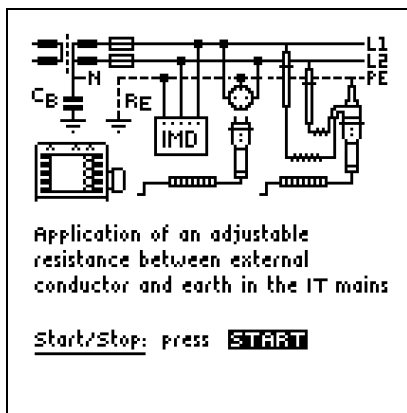 L1
L2
PE
N
CB
RE
IMD
Application of an adjustable
resistance between external
conductor and earth in the IT mains
Start/Stop: press START